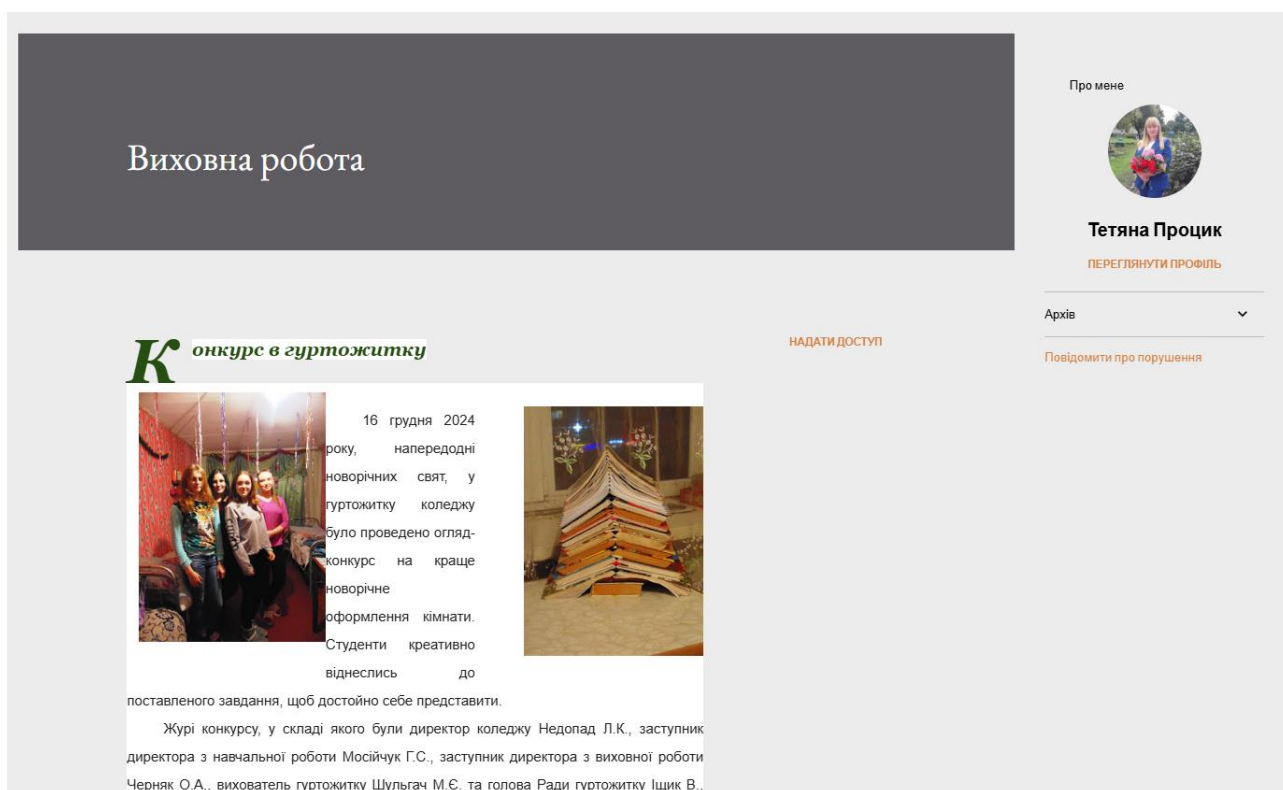 Виховна робота
Про мене
Тетяна Процик
ПЕРЕГЛЯНУТИ ПРОФІЛЬ
Архів
Повідомити про порушення
Конкурс в гуртожитку
НАДАТИ ДОСТУП
16 грудня 2024
року, напередодні
новорічних свят, у
гуртожитку коледжу
було проведено огляд-
конкурс на краще
новорічне
оформлення кімнати.
Студенти креативно
віднеслись до
поставленого завдання, щоб достойно себе представити.
Журі конкурсу, у складі якого були директор коледжу Недопад Л.К., заступник
директора з навчальної роботи Мосійчук Г.С., заступник директора з виховної роботи
Черняк О.А., вихователь гуртожитку Шульгач М.Є. та голова Ради гуртожитку Іщик В.,